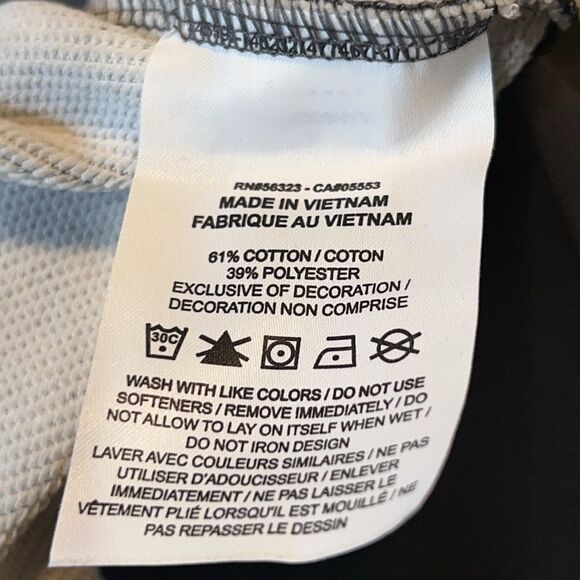 RN#56323 - CA#05553
MADE IN VIETNAM
FABRIQUE AU VIETNAM
61% COTTON / COTON
39% POLYESTER
EXCLUSIVE OF DECORATION /
DECORATION NON COMPRISE
30C
WASH WITH LIKE COLORS / DO NOT USE
SOFTENERS / REMOVE IMMEDIATELY / DO
NOT ALLOW TO LAY ON ITSELF WHEN WET /
DO NOT IRON DESIGN
LAVER AVEC COULEURS SIMILAIRES / NE PAS
UTILISER D'ADOUCISSEUR / ENLEVER
IMMEDIATEMENT / NE PAS LAISSER LE
VÊTEMENT PLIÉ LORSQU'IL EST MOUILLÉ / NE
PAS REPASSER LE DESSIN